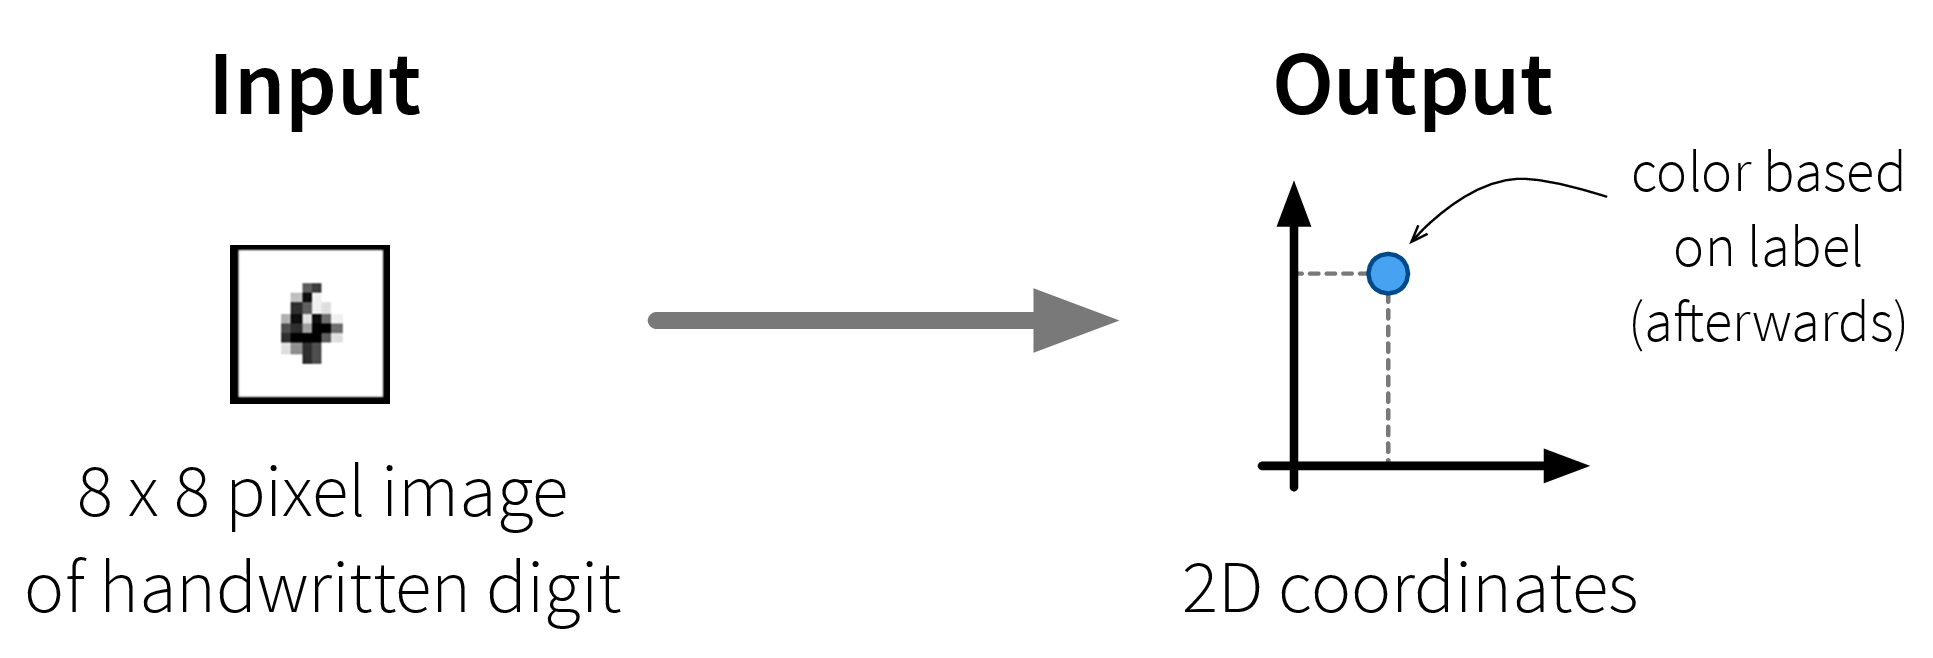 Input
8 x 8 pixel image
of handwritten digit
Output
color based
on label
(afterwards)
2D coordinates